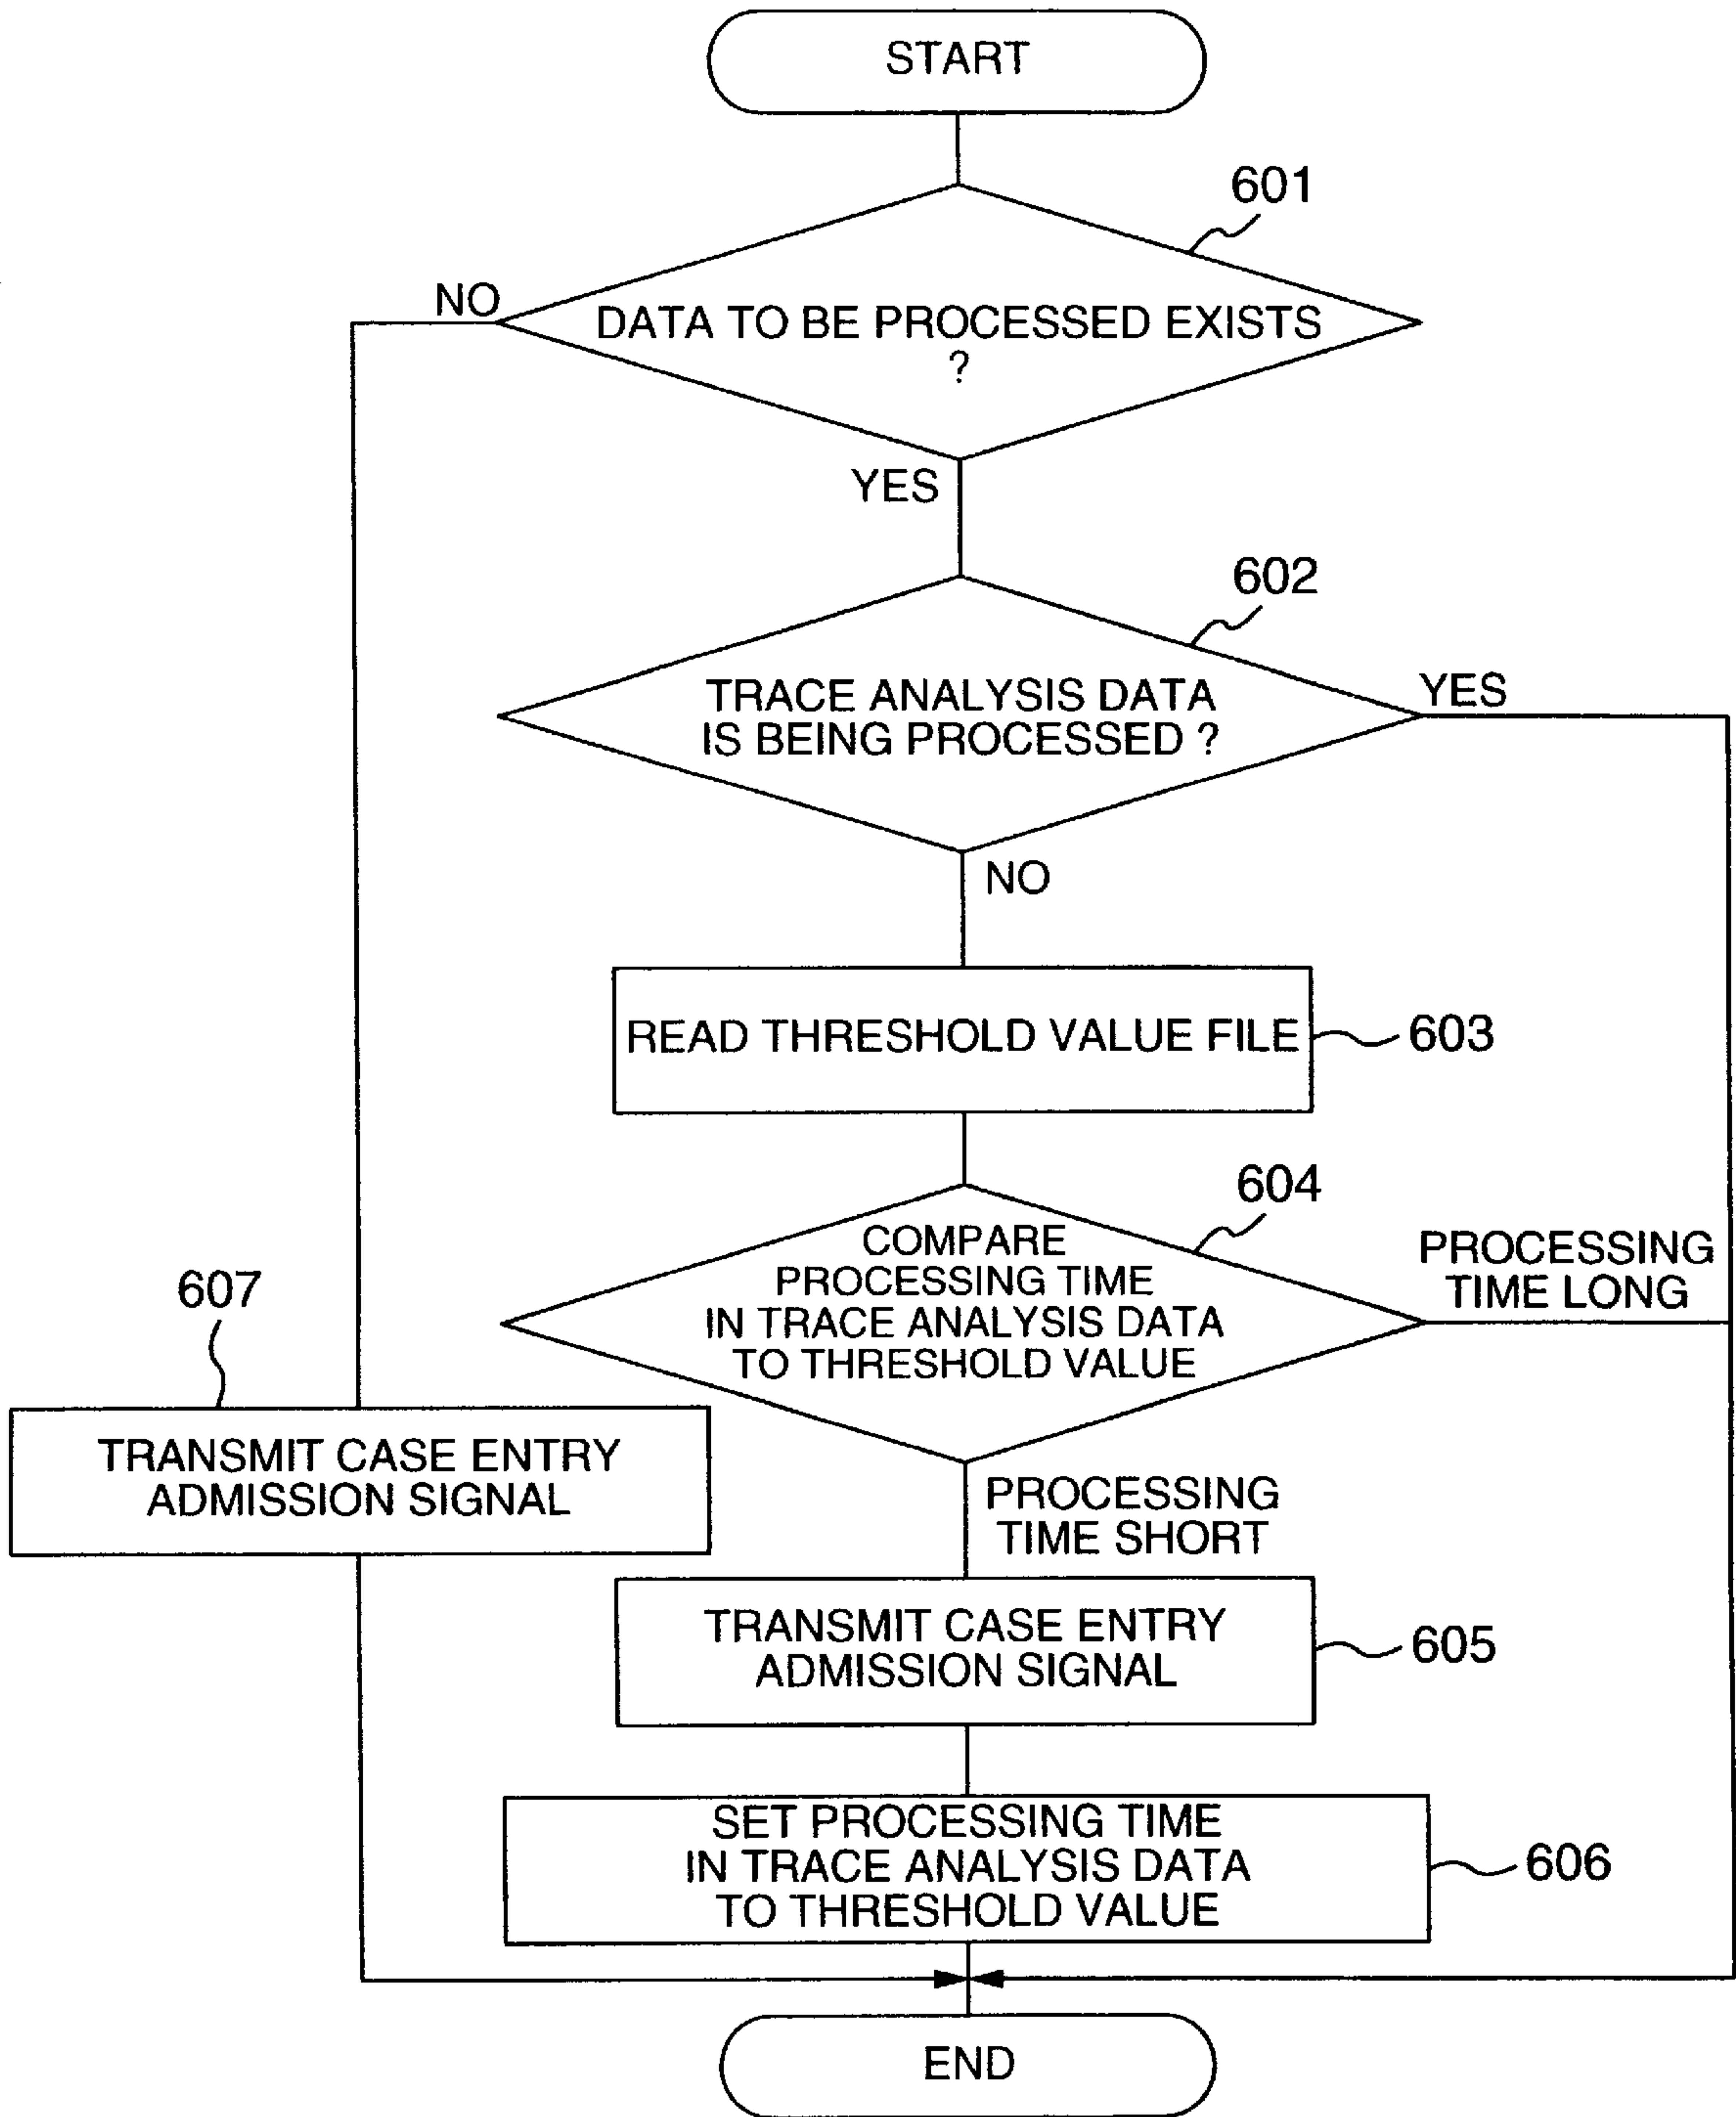 START
601
NO
DATA TO BE PROCESSED EXISTS
?
YES
602
TRACE ANALYSIS DATA
IS BEING PROCESSED ?
YES
NO
READ THRESHOLD VALUE FILE
603
604
COMPARE
PROCESSING TIME
IN TRACE ANALYSIS DATA
TO THRESHOLD VALUE
PROCESSING
TIME LONG
607
TRANSMIT CASE ENTRY
ADMISSION SIGNAL
PROCESSING
TIME SHORT
TRANSMIT CASE ENTRY
ADMISSION SIGNAL
605
SET PROCESSING TIME
IN TRACE ANALYSIS DATA
TO THRESHOLD VALUE
606
END